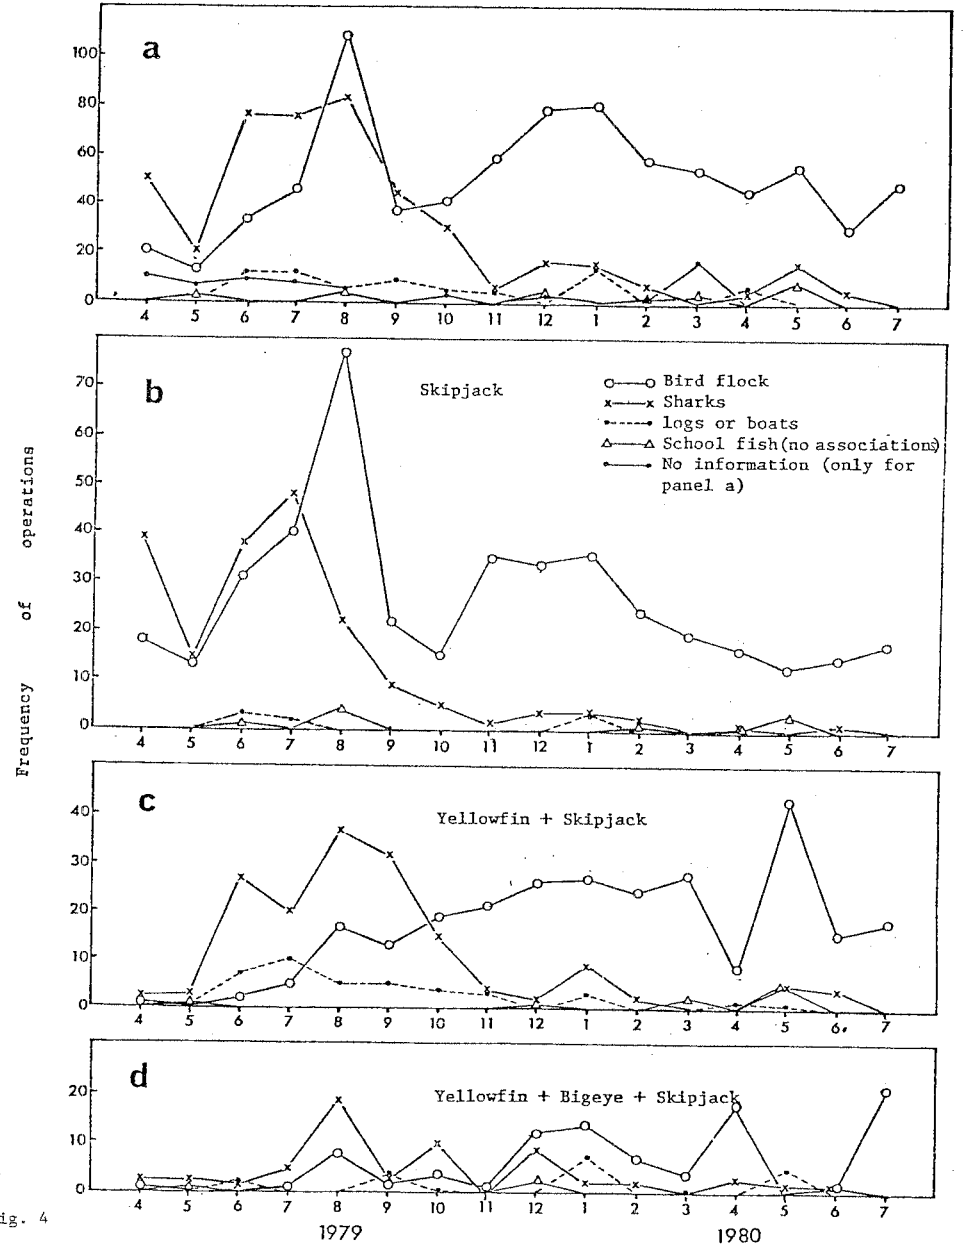 a
100
80
60
40
20
0
4 5 6 7 8 9 10 11 12 1 2 3 4 5 6 7
b
Skipjack
Bird flock
Sharks
logs or boats
School fish(no associations)
No information (only for
panel a)
70
60
50
40
30
20
10
0
4 5 6 7 8 9 10 11 12 1 2 3 4 5 6 7
Frequency of operations
c
Yellowfin + Skipjack
40
30
20
10
0
4 5 6 7 8 9 10 11 12 1 2 3 4 5 6 7
d
Yellowfin + Bigeye + Skipjack
20
10
0
4 5 6 7 8 9 10 11 12 1 2 3 4 5 6 7
ig. 4
1979 1980